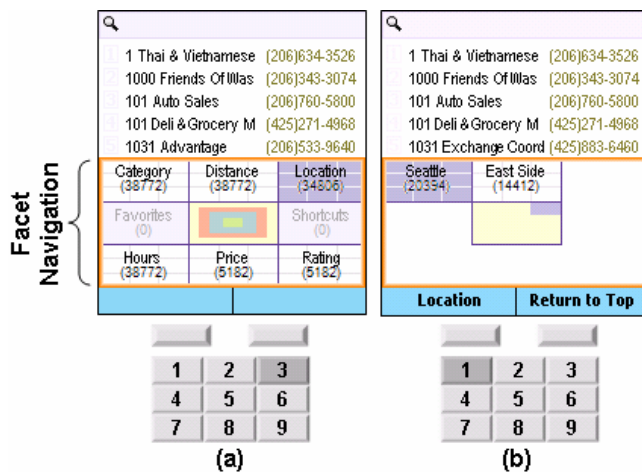 1 Thai & Vietnamese (206)634-3526
1000 Friends Of Was (206)343-3074
101 Auto Sales (206)760-5800
101 Deli & Grocery M (425)271-4968
1031 Advantage (206)533-9640
Facet Navigation
Category Distance Location
(38772) (38772) (34806)
Favorites Shortcuts
(0) (0)
Hours Price Rating
(38772) (5182) (5182)
1 2 3
4 5 6
7 8 9
(a)
1 Thai & Vietnamese (206)634-3526
1000 Friends Of Was (206)343-3074
101 Auto Sales (206)760-5800
101 Deli & Grocery M (425)271-4968
1031 Exchange Coord (425)883-6460
Seattle East Side
(20394) (14412)
Location Return to Top
1 2 3
4 5 6
7 8 9
(b)